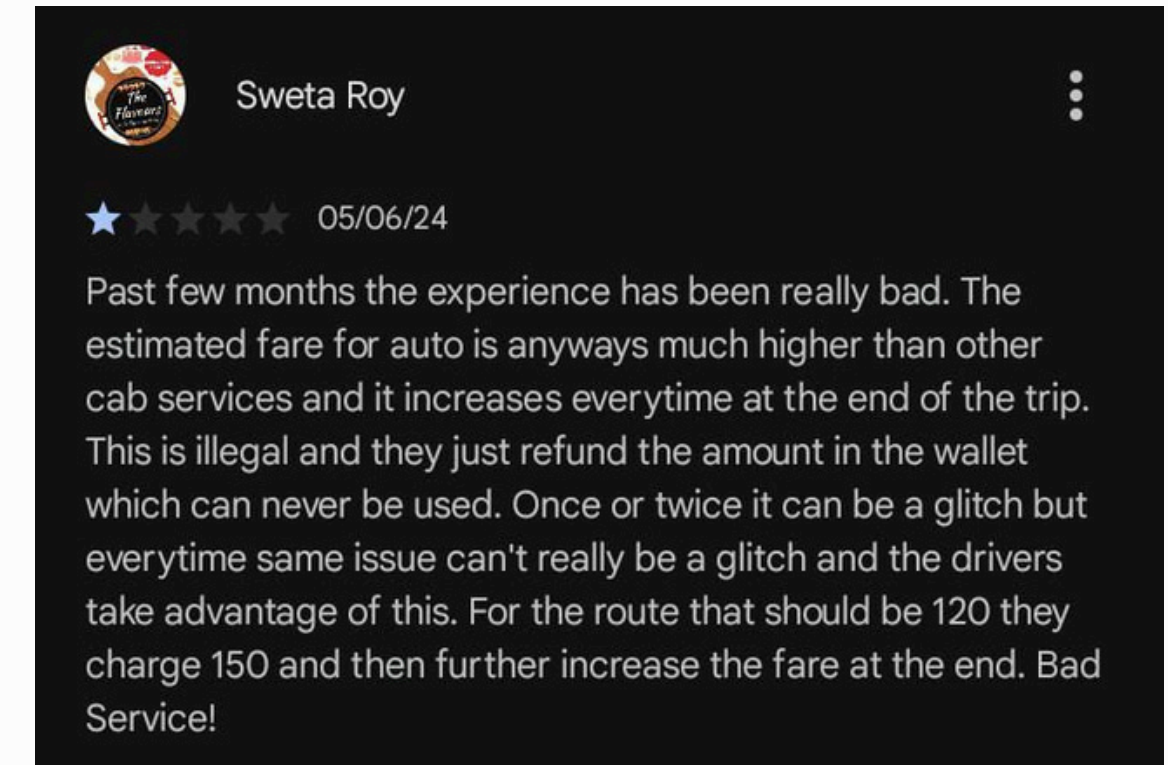 The
Flavours
Sweta Roy
05/06/24
Past few months the experience has been really bad. The
estimated fare for auto is anyways much higher than other
cab services and it increases everytime at the end of the trip.
This is illegal and they just refund the amount in the wallet
which can never be used. Once or twice it can be a glitch but
everytime same issue can't really be a glitch and the drivers
take advantage of this. For the route that should be 120 they
charge 150 and then further increase the fare at the end. Bad
Service!